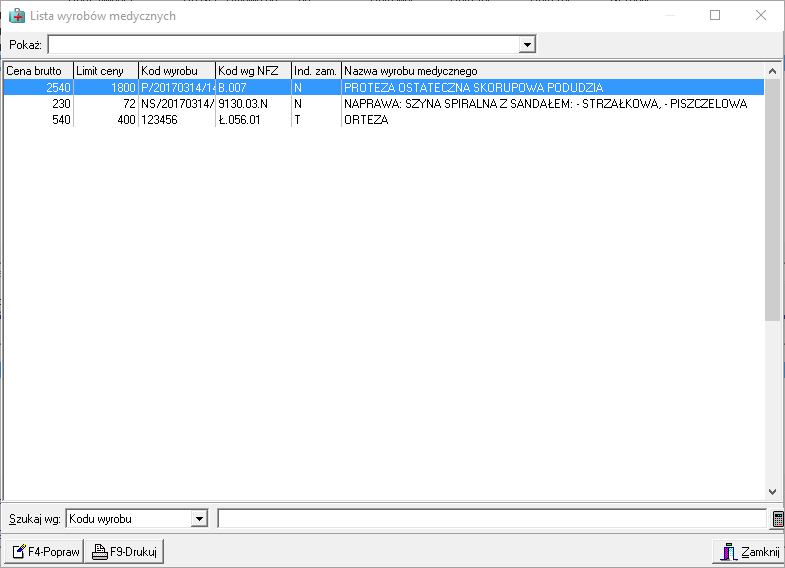 Lista wyrobów medycznych
Pokaż:
Cena brutto Limit ceny Kod wyrobu Kod wg NFZ Ind. zam. Nazwa wyrobu medycznego
2540 1800 P/20170314/14 B.007 N PROTEZA OSTATECZNA SKORUPOWA PODUDZIA
230 72 NS/20170314/ 9130.03.N N NAPRAWA: SZYNA SPIRALNA Z SANDAŁEM: - STRZAŁKOWA, - PISZCZELOWA
540 400 123456 Ł.056.01 T ORTEZA
Szukaj wg: Kodu wyrobu
F4-Popraw F9-Drukuj Zamknij